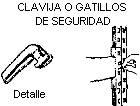 CLAVIJA O GATILLOS
DE SEGURIDAD
Detalle